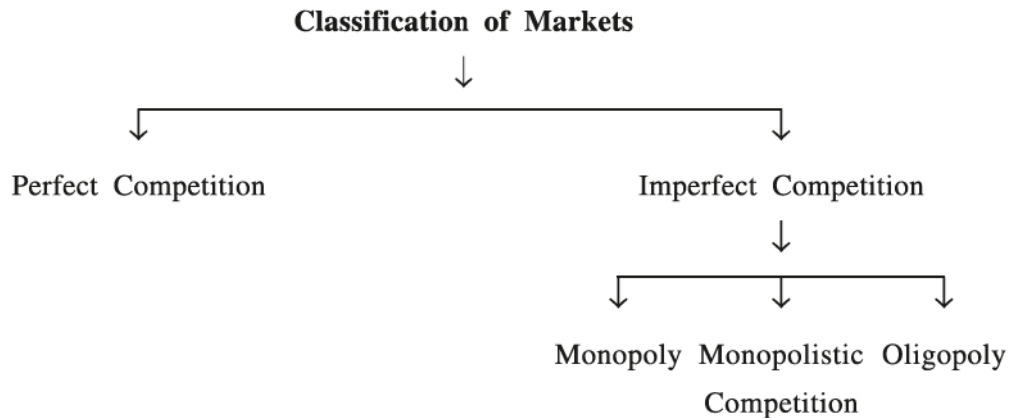 Classification of Markets
Perfect Competition
Imperfect Competition
Monopoly Monopolistic Oligopoly
Competition